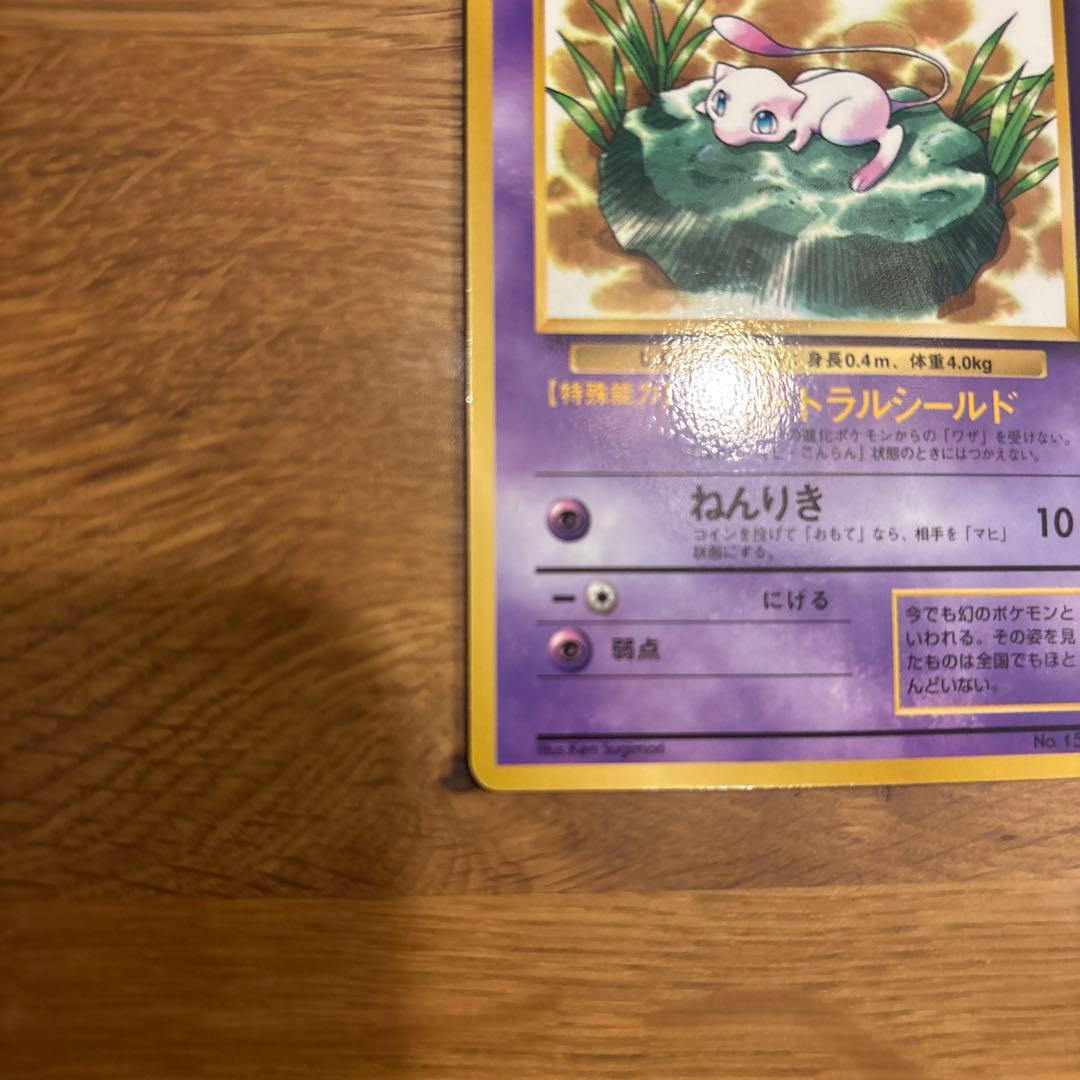 身長0.4m、体重4.0kg
【特殊能力】 トラルシールド
の進化ポケモンからの「ワザ」を受けない。
こんらん」状態のときにはつかえない。
ねんりき 10
コインを投げて「おもて」なら、相手を「マヒ」
状態にする。
にげる
弱点
今でも幻のポケモンと
いわれる。その姿を見
たものは全国でもほと
んどいない。
Illus. Ken Sugimori
No. 15